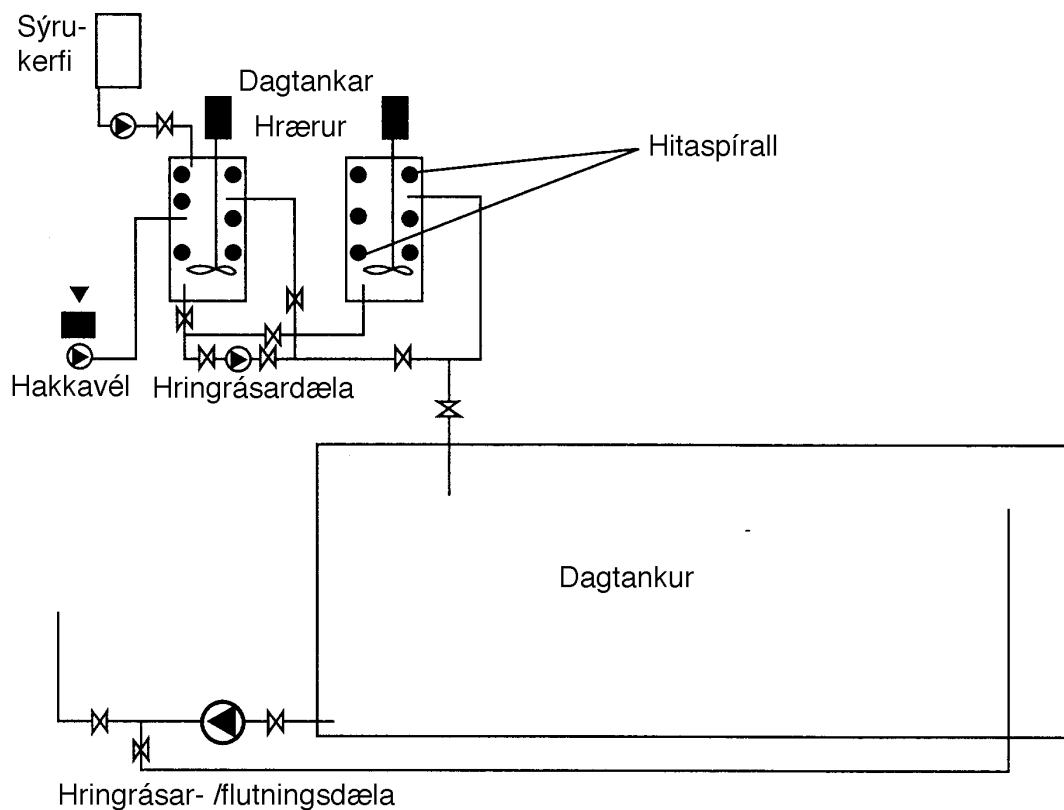 Sýru-
kerfi
Dagtankar
Hrærur
Hitaspírall
Hakkavél
Hringrásardæla
Dagtankur
Hringrásar- /flutningsdæla